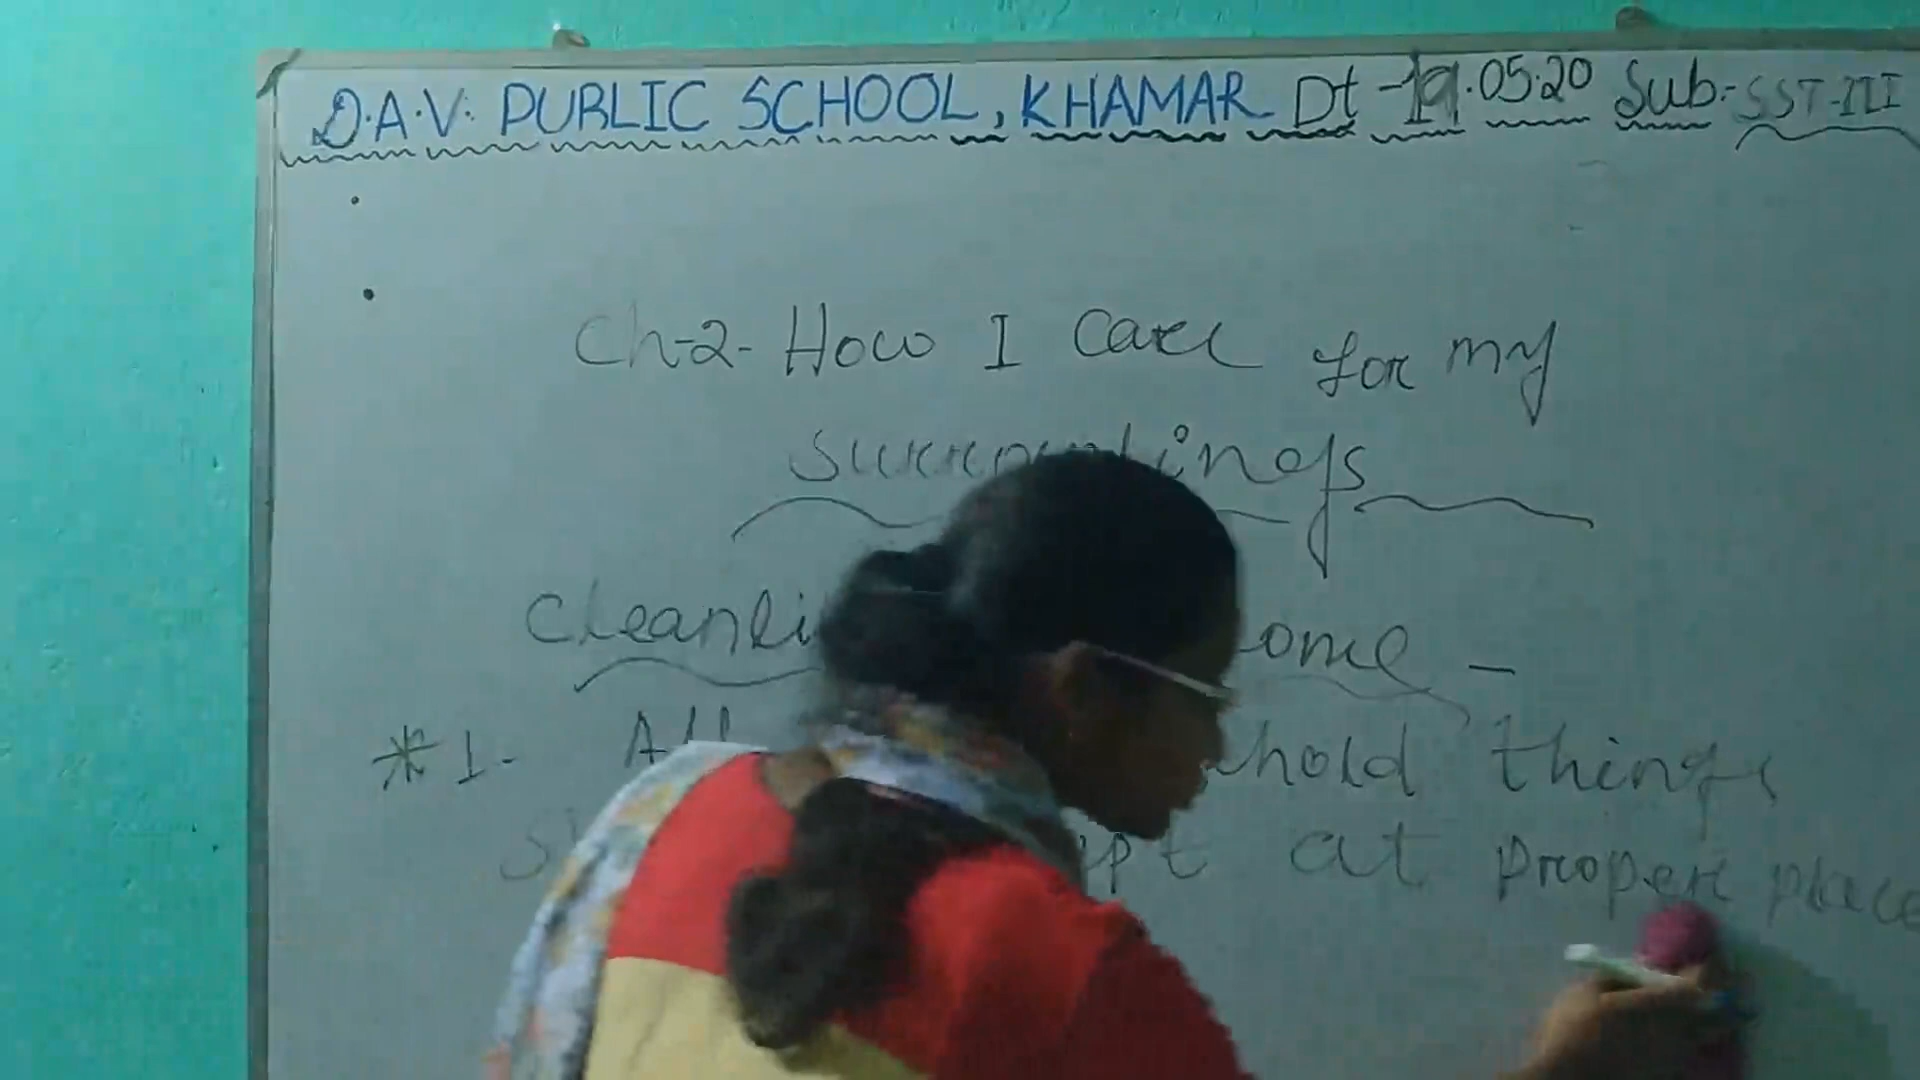 D.A.V. PUBLIC SCHOOL, KHAMAR Dt-19.05.20 Sub:-SST-III
Ch-2- How I Care for my
surroundings
Cleanli ome -
*1- All hold things
at proper place